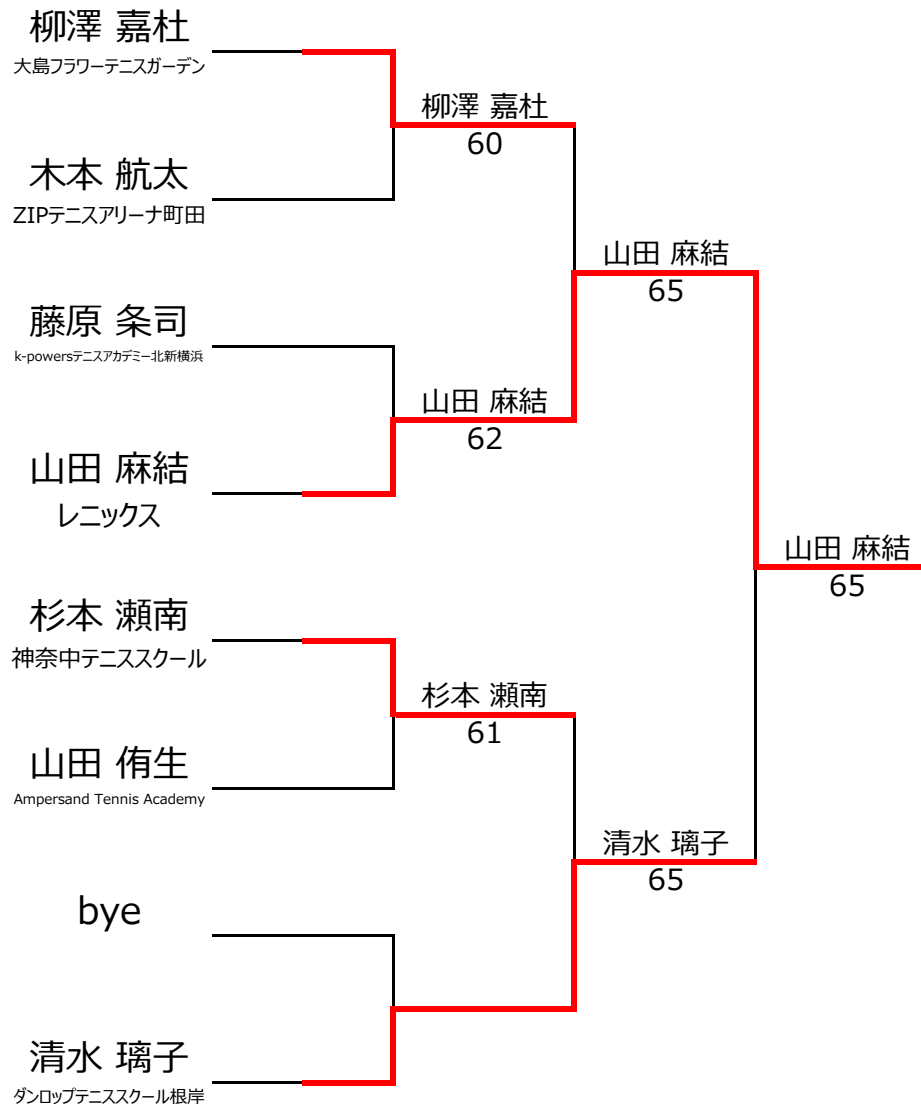 柳澤 嘉杜
大島フラワーテニスガーデン
柳澤 嘉杜
60
木本 航太
ZIPテニスアリーナ町田
山田 麻結
65
藤原 条司
k-powersテニスアカデミー北新横浜
山田 麻結
62
山田 麻結
レニックス
山田 麻結
65
杉本 瀬南
神奈中テニススクール
杉本 瀬南
61
山田 侑生
Ampersand Tennis Academy
清水 璃子
65
bye
清水 璃子
ダンロップテニススクール根岸